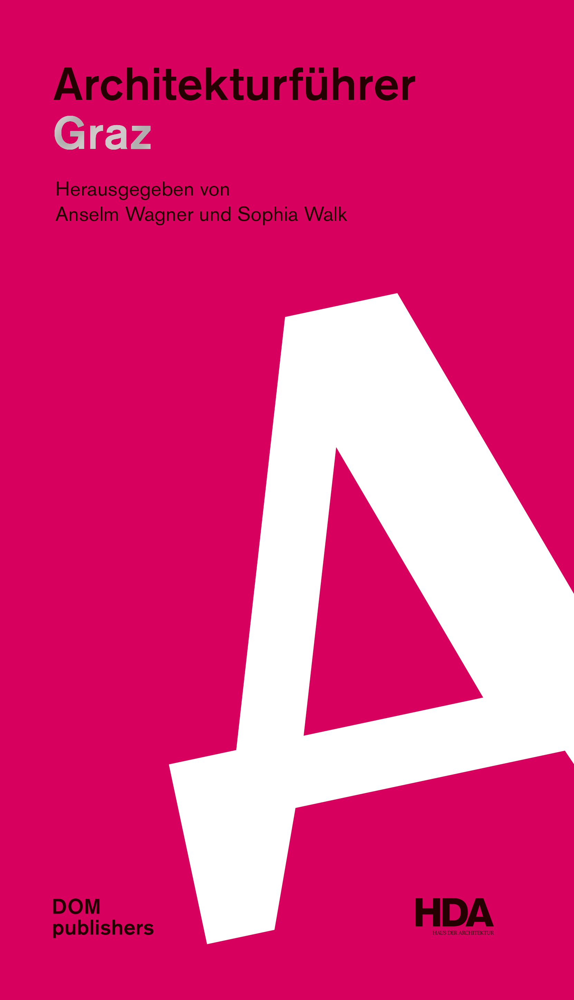 Architekturführer
Graz
Herausgegeben von
Anselm Wagner und Sophia Walk
A
DOM
publishers
HDA
HAUS DER ARCHITEKTUR